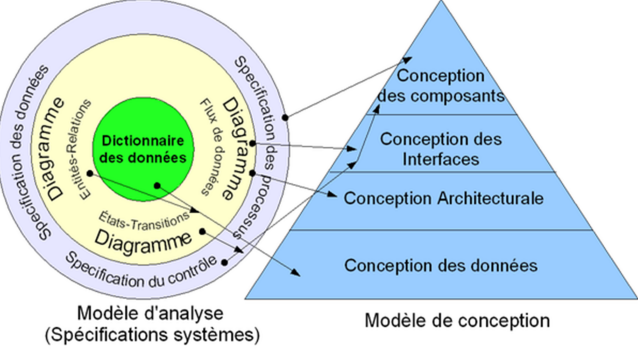 Spécification des données
Diagramme
Entités-Relations
Dictionnaire
des données
Flux de données
Diagramme
Spécification des processus
États-Transitions
Diagramme
Spécification du contrôle
Modèle d'analyse
(Spécifications systèmes)
Conception
des composants
Conception des
Interfaces
Conception Architecturale
Conception des données
Modèle de conception